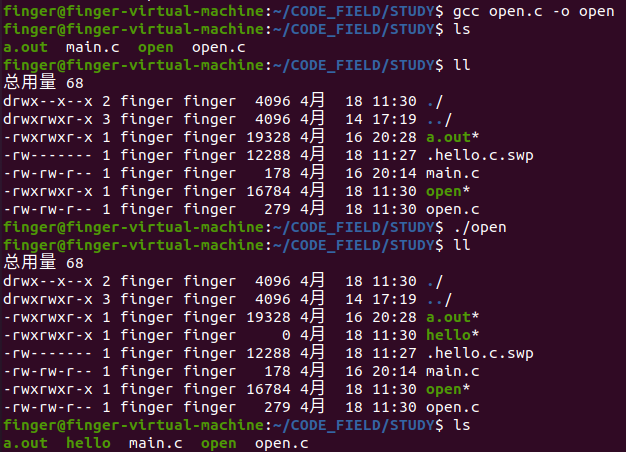 finger@finger-virtual-machine:~/CODE_FIELD/STUDY$ gcc open.c -o open
finger@finger-virtual-machine:~/CODE_FIELD/STUDY$ ls
a.out  main.c  open  open.c
finger@finger-virtual-machine:~/CODE_FIELD/STUDY$ ll
总用量 68
drwx--x--x 2 finger finger  4096 4月  18 11:30 ./
drwxrwxr-x 3 finger finger  4096 4月  14 17:19 ../
-rwxrwxr-x 1 finger finger 19328 4月  16 20:28 a.out*
-rw------- 1 finger finger 12288 4月  18 11:27 .hello.c.swp
-rw-rw-r-- 1 finger finger   178 4月  16 20:14 main.c
-rwxrwxr-x 1 finger finger 16784 4月  18 11:30 open*
-rw-rw-r-- 1 finger finger   279 4月  18 11:30 open.c
finger@finger-virtual-machine:~/CODE_FIELD/STUDY$ ./open
finger@finger-virtual-machine:~/CODE_FIELD/STUDY$ ll
总用量 68
drwx--x--x 2 finger finger  4096 4月  18 11:30 ./
drwxrwxr-x 3 finger finger  4096 4月  14 17:19 ../
-rwxrwxr-x 1 finger finger 19328 4月  16 20:28 a.out*
-rwxrwxr-x 1 finger finger     0 4月  18 11:30 hello*
-rw------- 1 finger finger 12288 4月  18 11:27 .hello.c.swp
-rw-rw-r-- 1 finger finger   178 4月  16 20:14 main.c
-rwxrwxr-x 1 finger finger 16784 4月  18 11:30 open*
-rw-rw-r-- 1 finger finger   279 4月  18 11:30 open.c
finger@finger-virtual-machine:~/CODE_FIELD/STUDY$ ls
a.out  hello  main.c  open  open.c